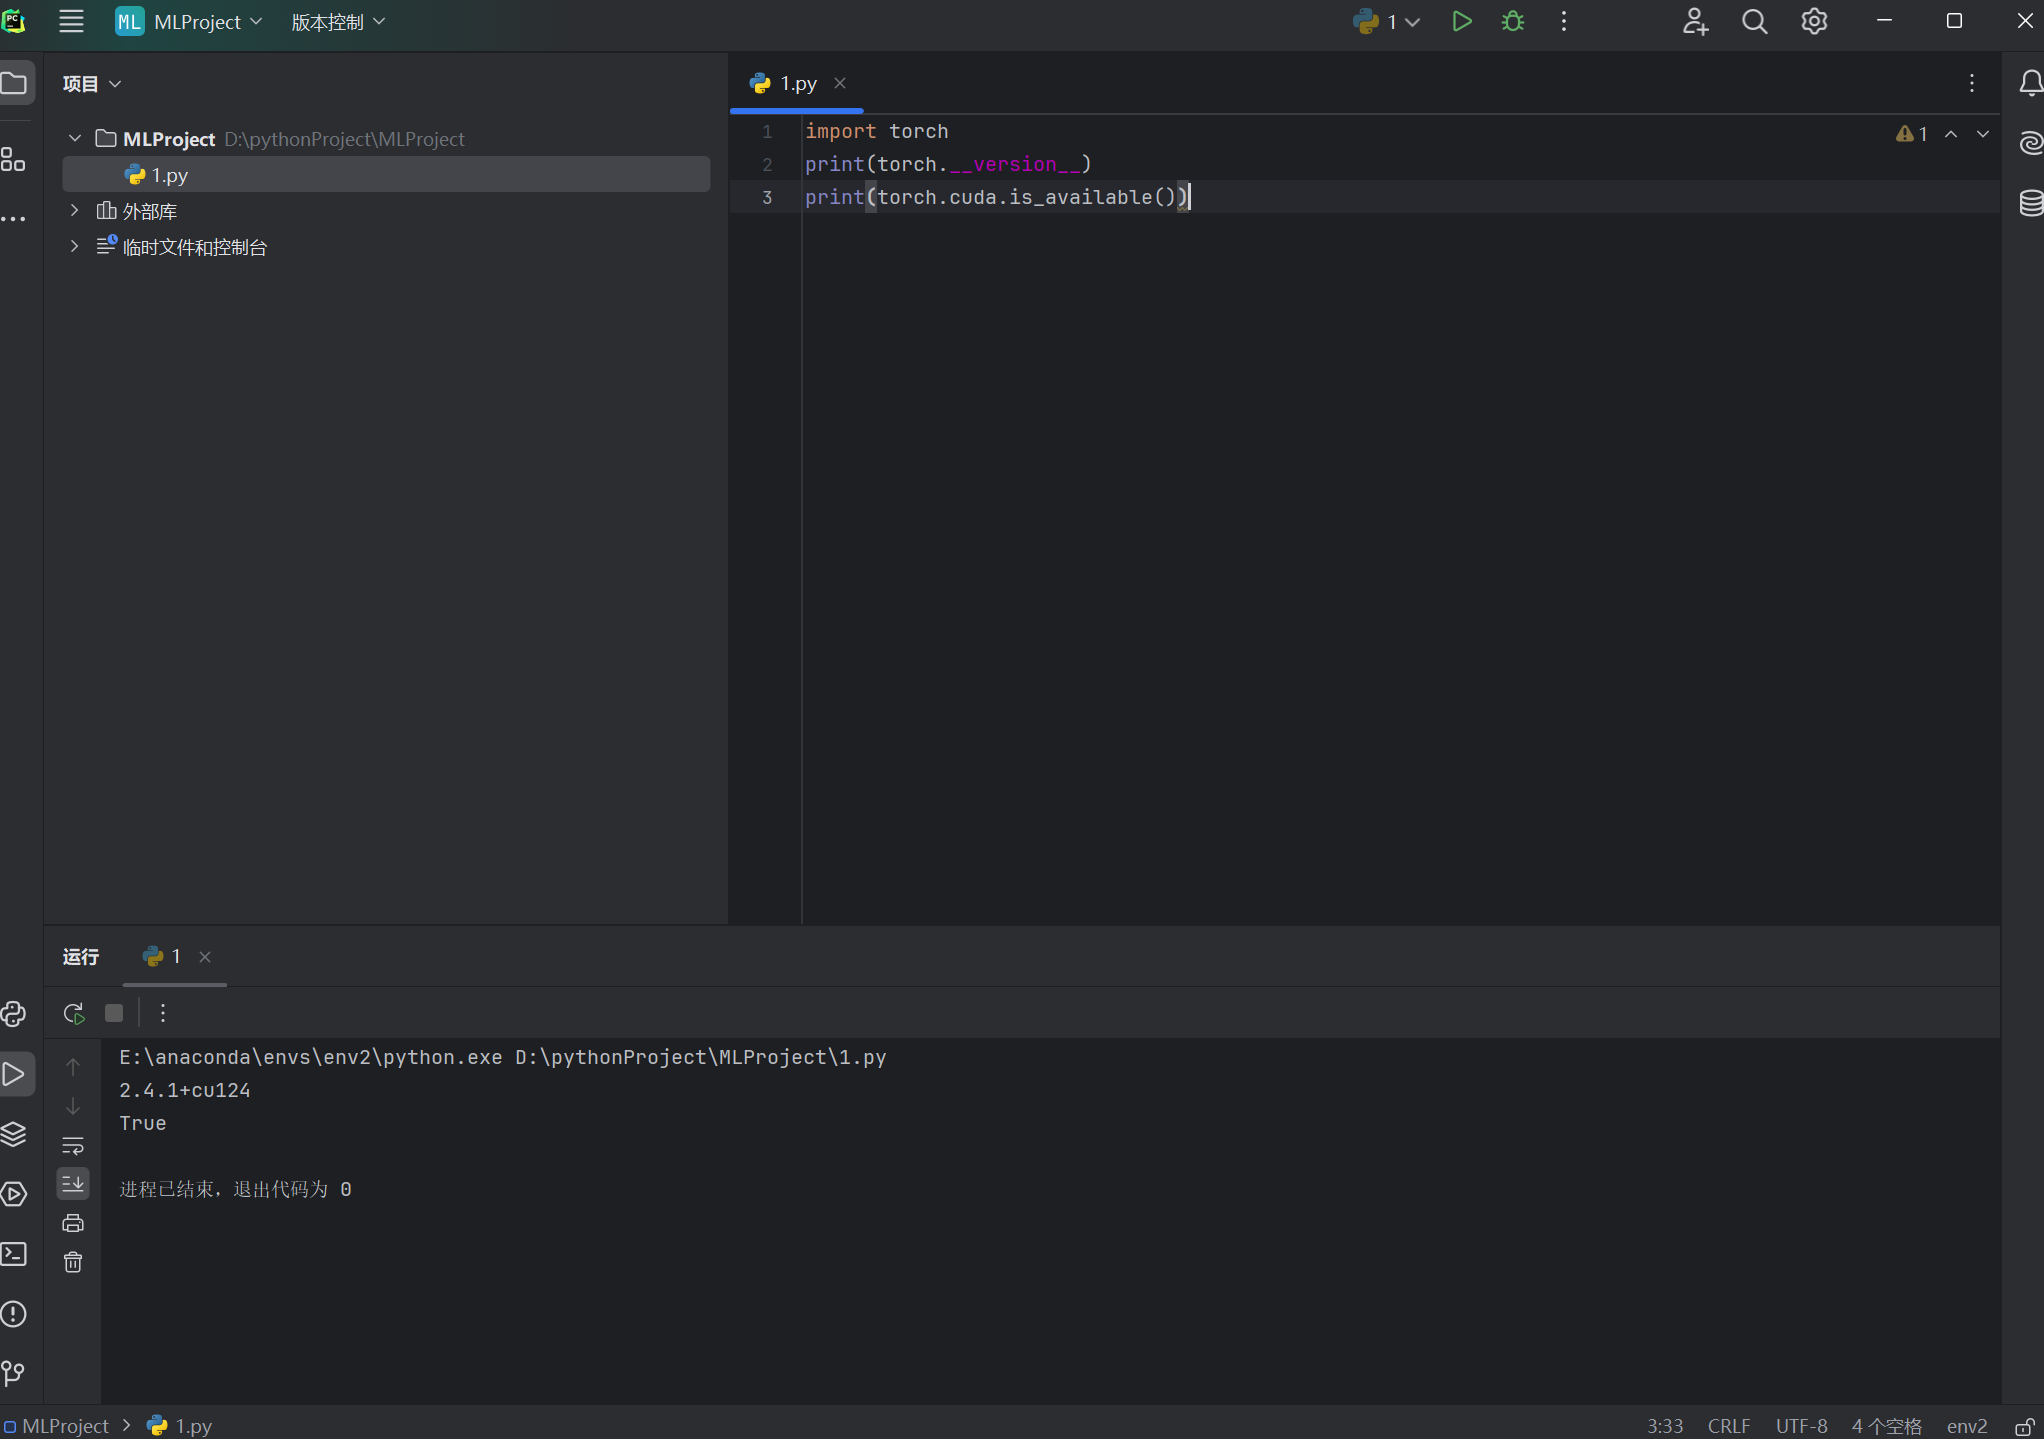 PC
ML MLProject 版本控制 1
项目
MLProject D:\pythonProject\MLProject
1.py
外部库
临时文件和控制台
1.py
1 import torch
2 print(torch.__version__)
3 print(torch.cuda.is_available())
1
运行 1
E:\anaconda\envs\env2\python.exe D:\pythonProject\MLProject\1.py
2.4.1+cu124
True
进程已结束，退出代码为 0
MLProject 1.py 3:33 CRLF UTF-8 4 个空格 env2